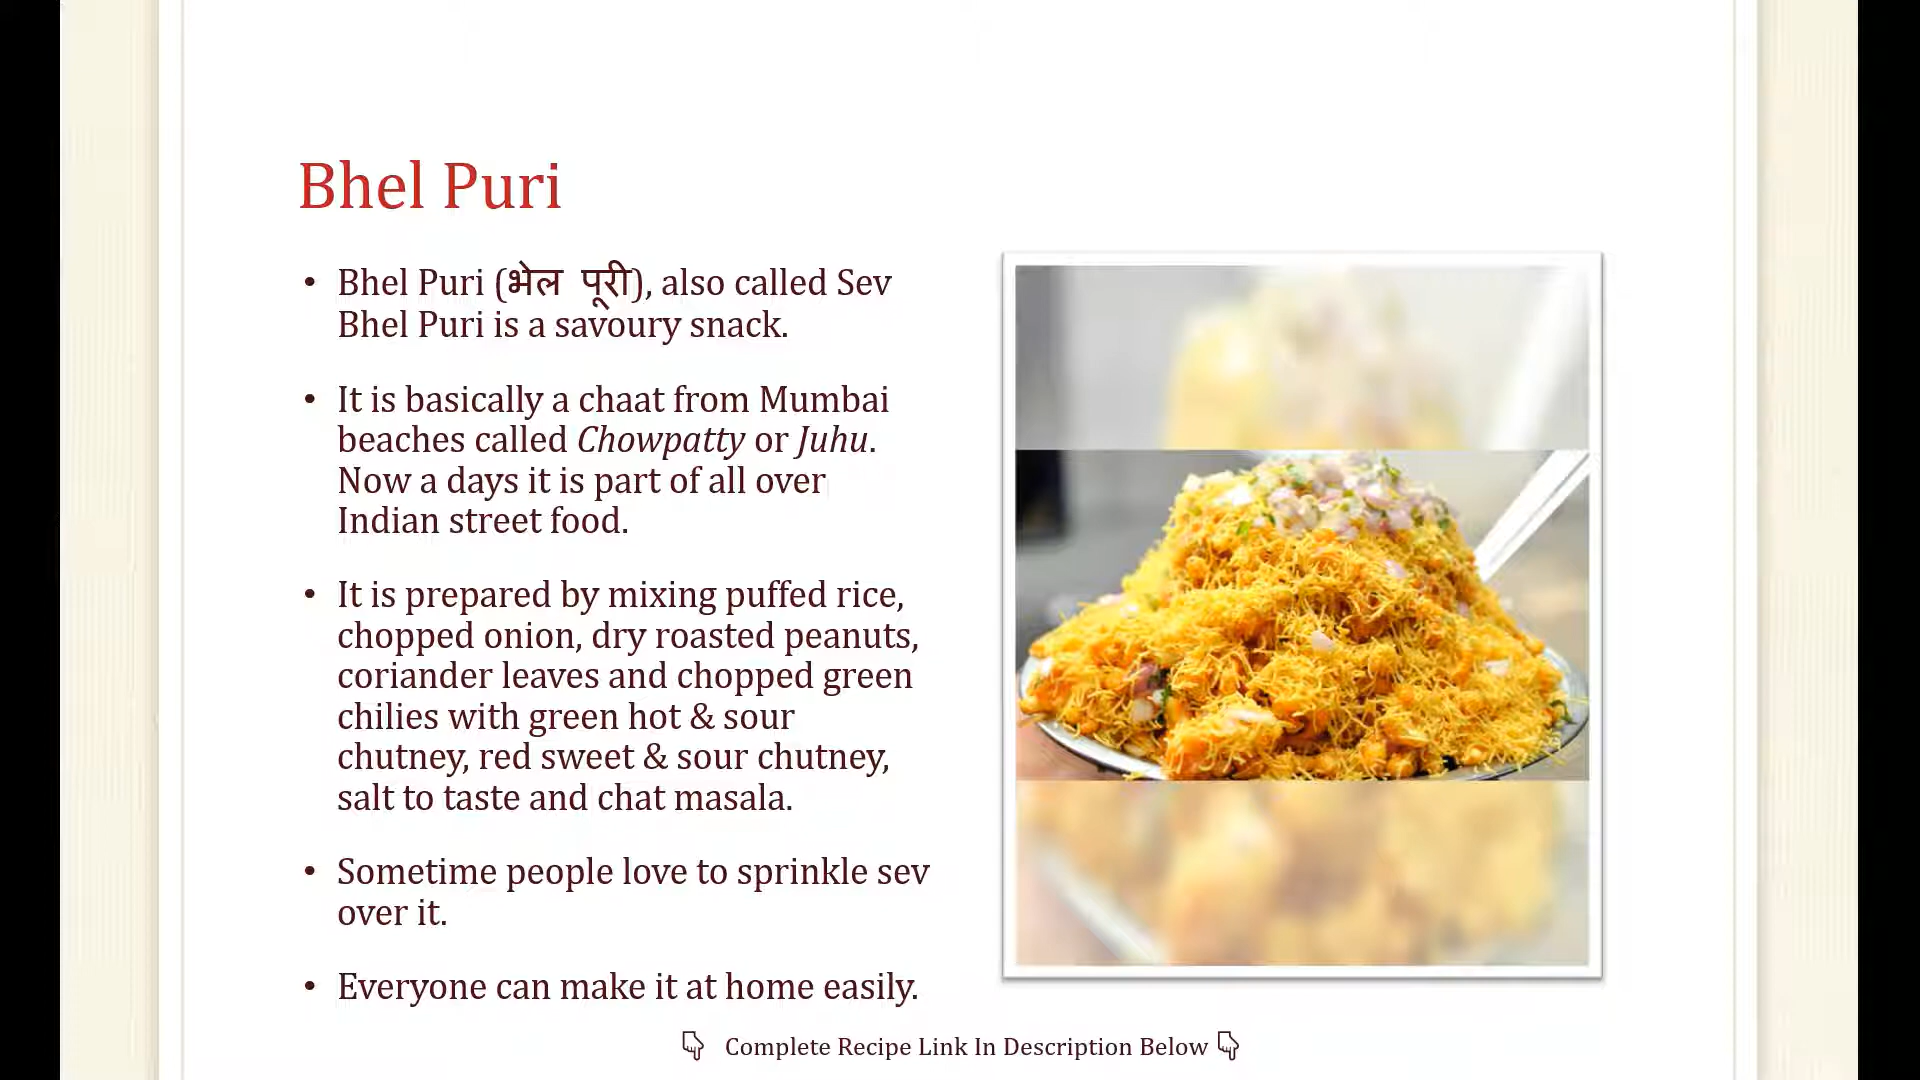 Bhel Puri
• Bhel Puri (भेल पूरी), also called Sev
Bhel Puri is a savoury snack.
• It is basically a chaat from Mumbai
beaches called Chowpatty or Juhu.
Now a days it is part of all over
Indian street food.
• It is prepared by mixing puffed rice,
chopped onion, dry roasted peanuts,
coriander leaves and chopped green
chilies with green hot & sour
chutney, red sweet & sour chutney,
salt to taste and chat masala.
• Sometime people love to sprinkle sev
over it.
• Everyone can make it at home easily.
👇 Complete Recipe Link In Description Below 👇